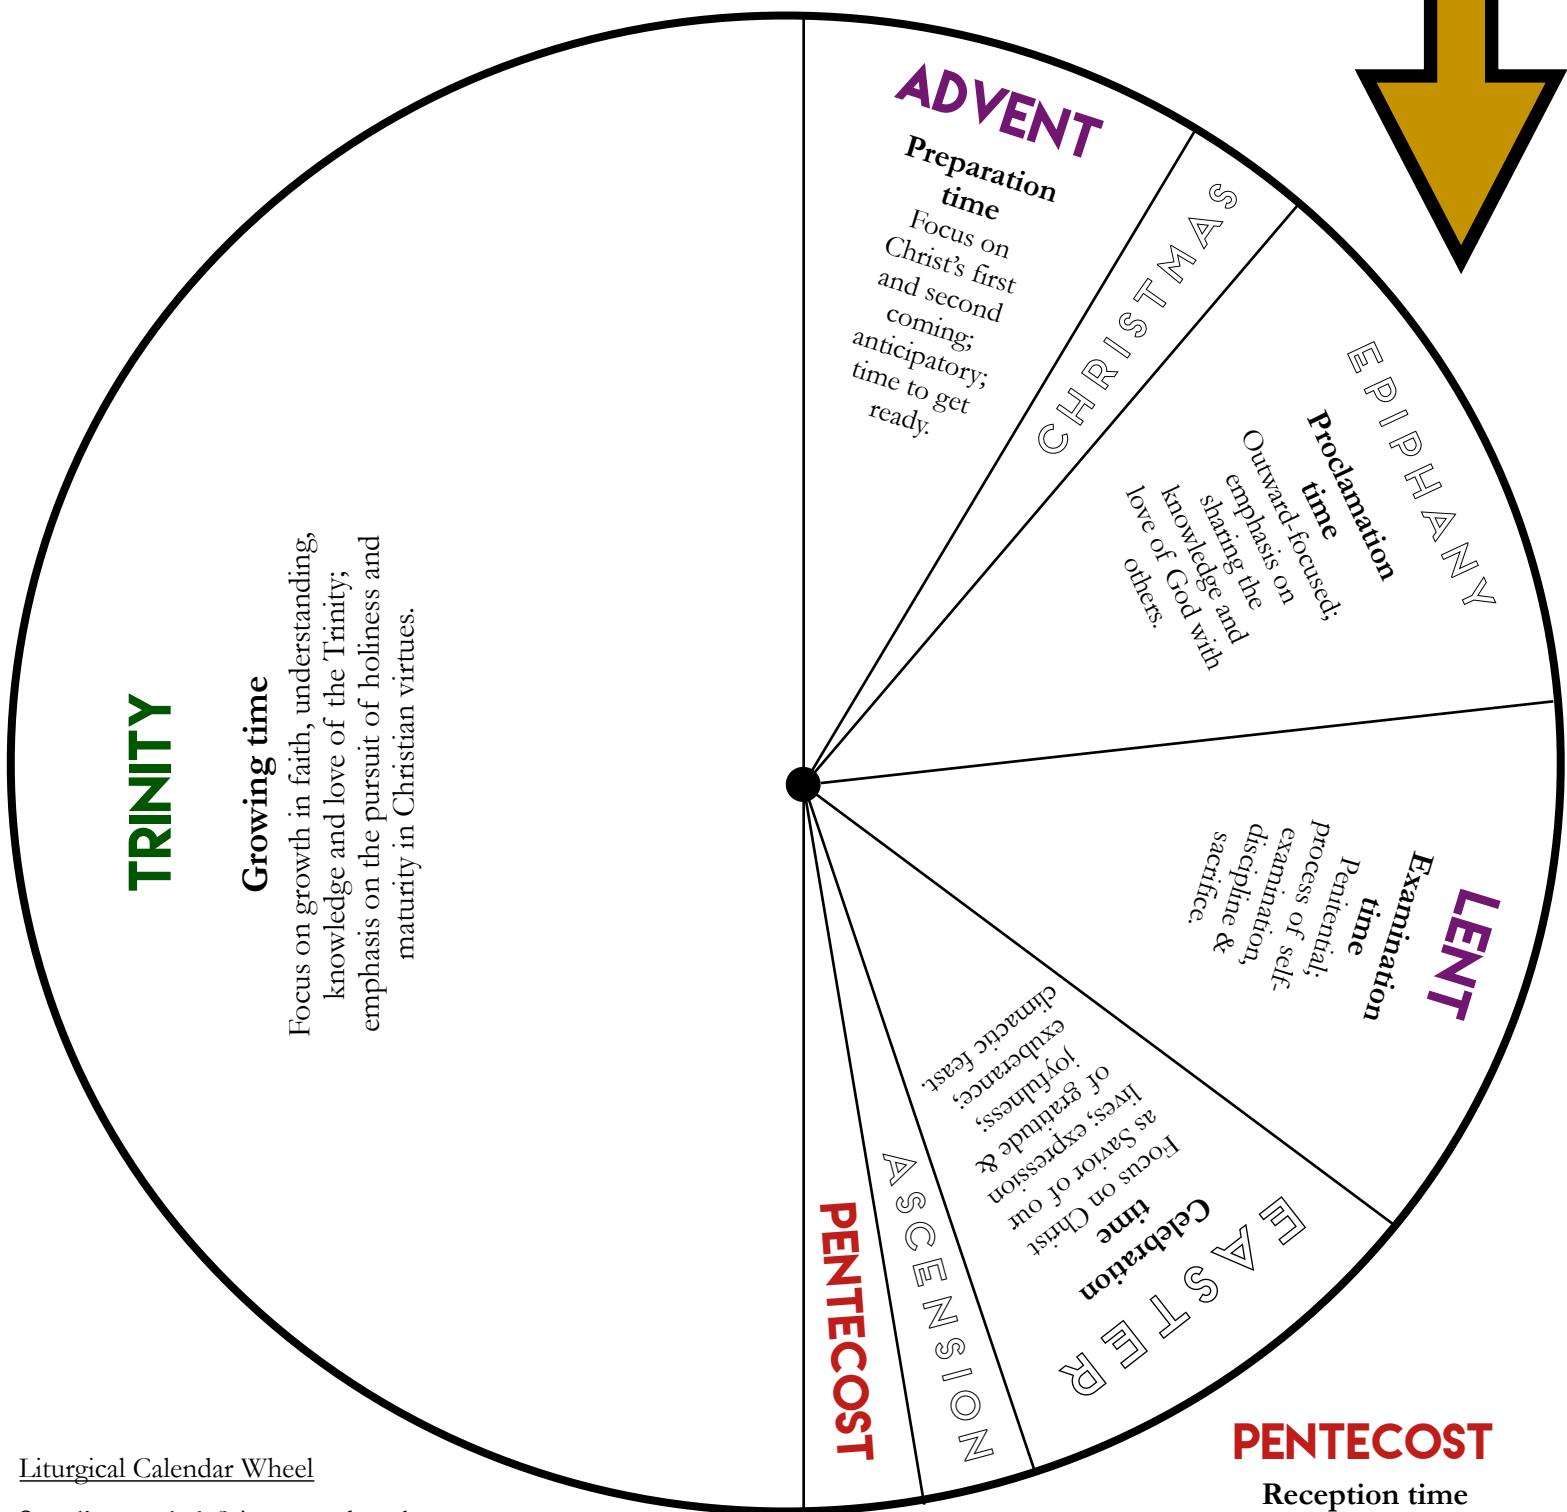 ADVENT
Preparation
time
Focus on
Christ's first
and second
coming;
anticipatory;
time to get
ready.
CHRISTMAS
EPIPHANY
Proclamation
time
Outward-focused;
emphasis on
sharing the
knowledge and
love of God with
others.
LENT
Examination
time
Penitential;
process of self-
examination,
discipline &
sacrifice.
EASTER
Celebration
time
Focus on Christ
as Savior of our
lives; expression
of gratitude &
joyfulness;
exuberance;
climactic feast.
ASCENSION
PENTECOST
TRINITY
Growing time
Focus on growth in faith, understanding,
knowledge and love of the Trinity;
emphasis on the pursuit of holiness and
maturity in Christian virtues.
Liturgical Calendar Wheel
PENTECOST
Reception time